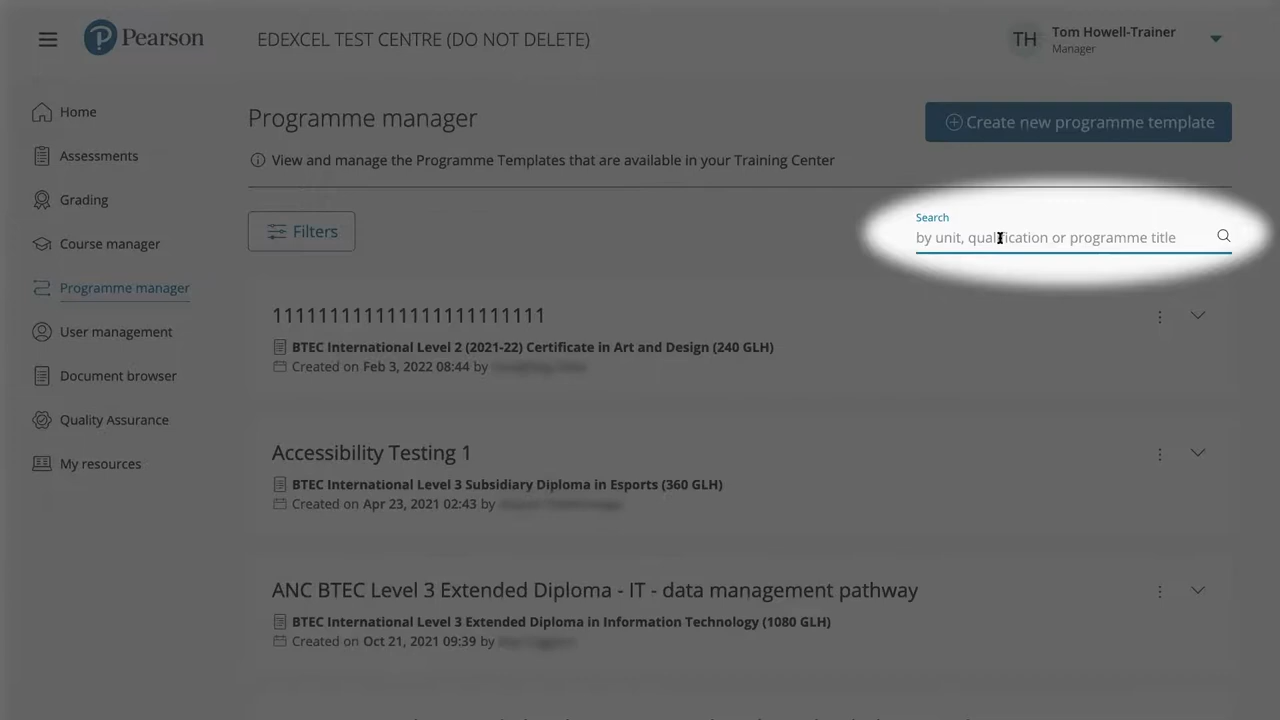 Pearson
EDEXCEL TEST CENTRE (DO NOT DELETE)
TH
Tom Howell-Trainer
Manager
Home
Assessments
Grading
Course manager
Programme manager
User management
Document browser
Quality Assurance
My resources
Programme manager
Create new programme template
View and manage the Programme Templates that are available in your Training Center
Filters
Search
by unit, qualification or programme title
111111111111111111111111
BTEC International Level 2 (2021-22) Certificate in Art and Design (240 GLH)
Created on Feb 3, 2022 08:44 by
Accessibility Testing 1
BTEC International Level 3 Subsidiary Diploma in Esports (360 GLH)
Created on Apr 23, 2021 02:43 by
ANC BTEC Level 3 Extended Diploma - IT - data management pathway
BTEC International Level 3 Extended Diploma in Information Technology (1080 GLH)
Created on Oct 21, 2021 09:39 by